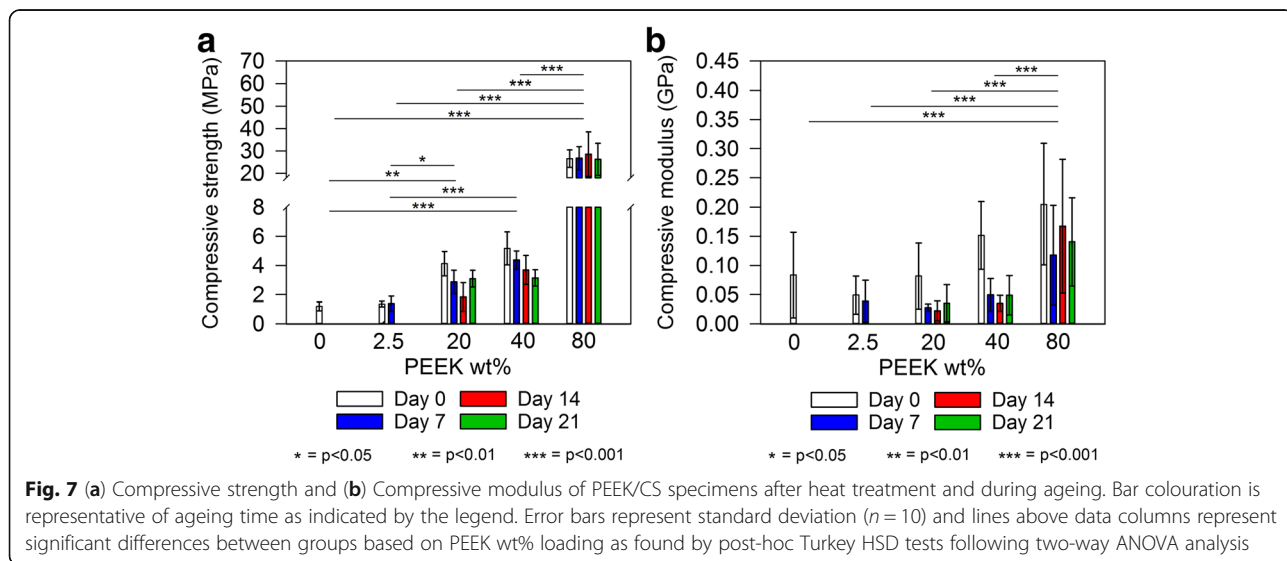 a
b
70
60
50
40
30
20
8
6
4
2
0
Compressive strength (MPa)
***
***
***
***
*
**
***
***
0 2.5 20 40 80
PEEK wt%
Day 0 Day 14
Day 7 Day 21
* = p<0.05 ** = p<0.01 *** = p<0.001
0.45
0.40
0.35
0.30
0.25
0.20
0.15
0.10
0.05
0.00
Compressive modulus (GPa)
***
***
***
***
0 2.5 20 40 80
PEEK wt%
Day 0 Day 14
Day 7 Day 21
* = p<0.05 ** = p<0.01 *** = p<0.001
Fig. 7 (a) Compressive strength and (b) Compressive modulus of PEEK/CS specimens after heat treatment and during ageing. Bar colouration is
representative of ageing time as indicated by the legend. Error bars represent standard deviation (n = 10) and lines above data columns represent
significant differences between groups based on PEEK wt% loading as found by post-hoc Turkey HSD tests following two-way ANOVA analysis